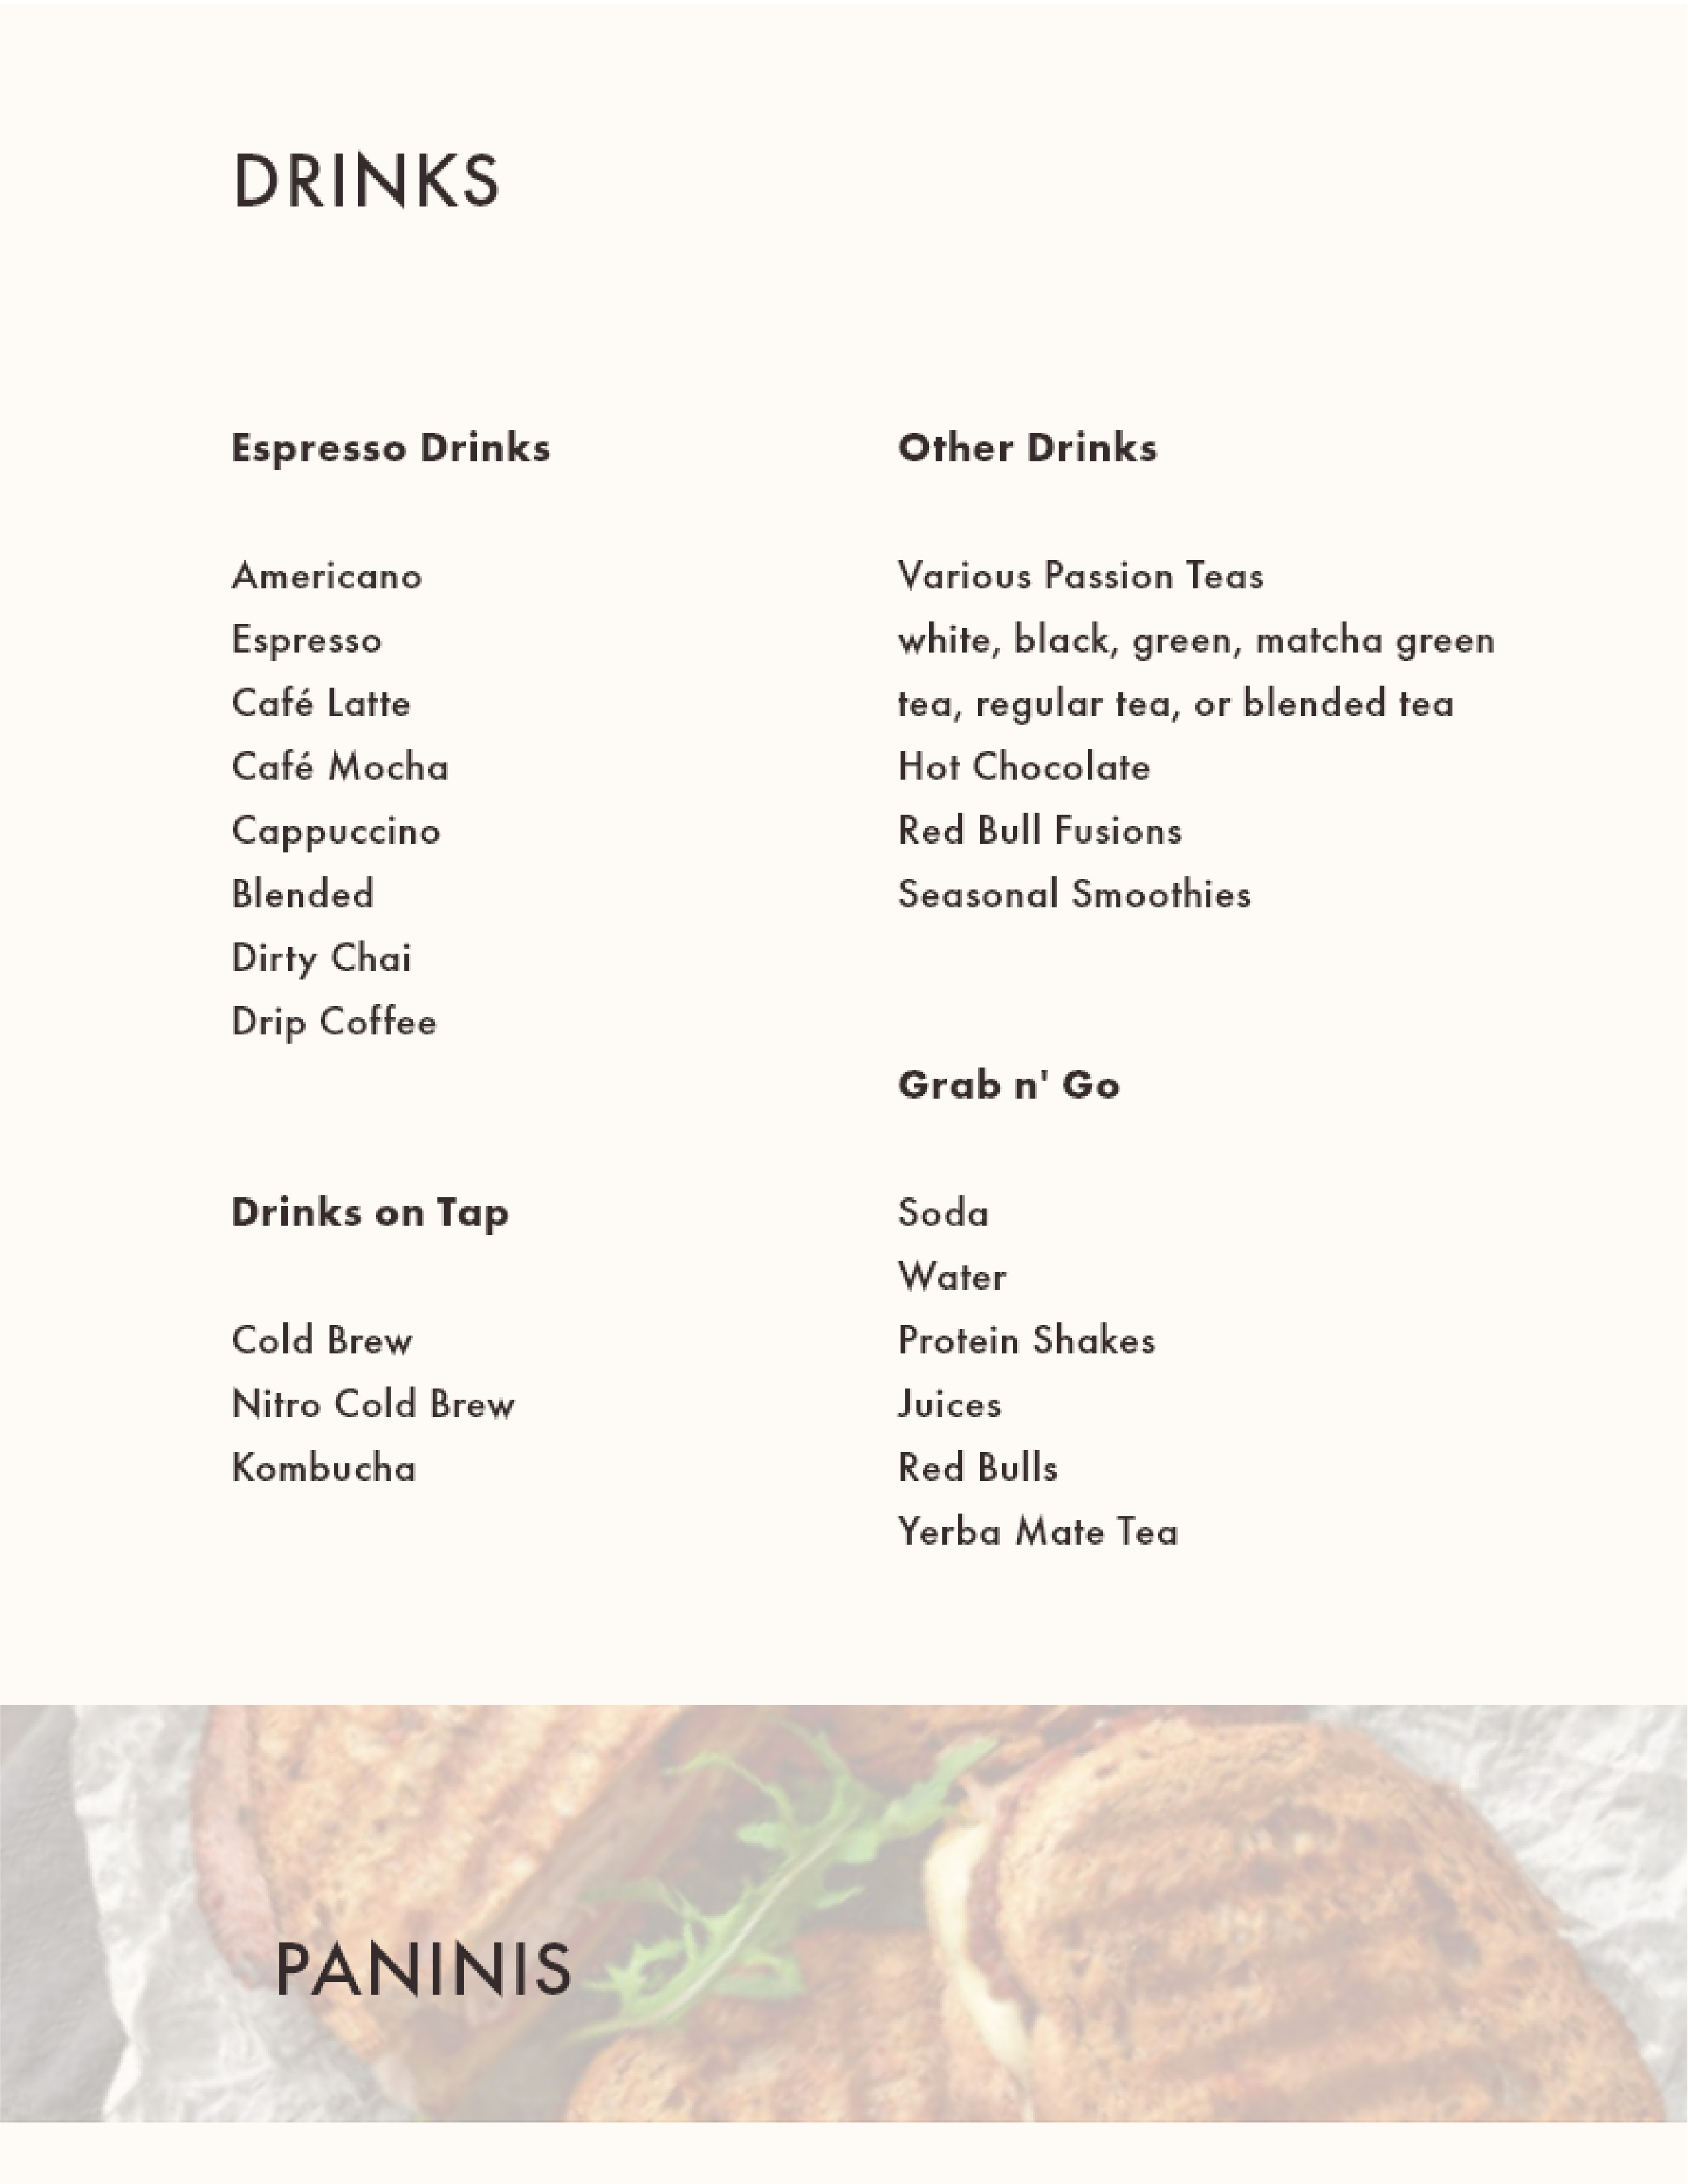 DRINKS
Espresso Drinks
Americano
Espresso
Café Latte
Café Mocha
Cappuccino
Blended
Dirty Chai
Drip Coffee
Drinks on Tap
Cold Brew
Nitro Cold Brew
Kombucha
Other Drinks
Various Passion Teas
white, black, green, matcha green
tea, regular tea, or blended tea
Hot Chocolate
Red Bull Fusions
Seasonal Smoothies
Grab n' Go
Soda
Water
Protein Shakes
Juices
Red Bulls
Yerba Mate Tea
PANINIS